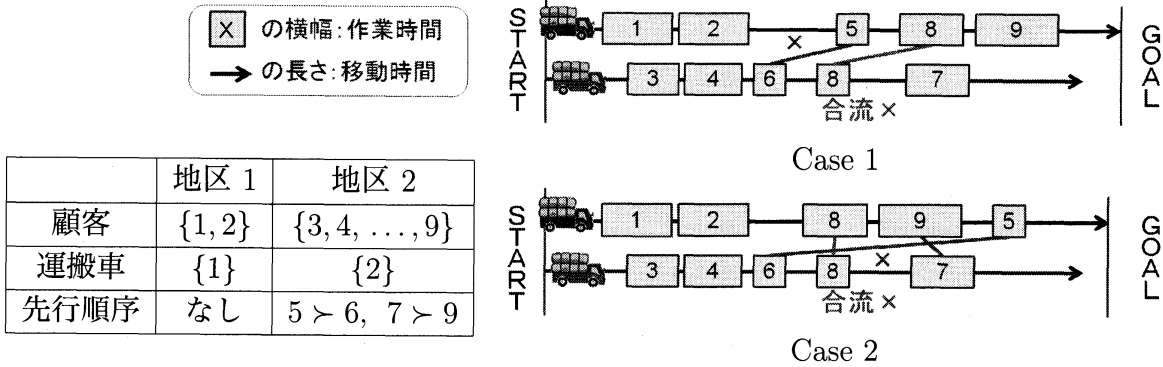 X の横幅:作業時間
→の長さ:移動時間
地区 1 地区 2
顧客 {1, 2} {3, 4, …, 9}
運搬車 {1} {2}
先行順序 なし 5 ≻ 6, 7 ≻ 9
START
1 2 × 5 8 9
3 4 6 8 7
合流×
GOAL
Case 1
START
1 2 8 9 5
3 4 6 8 × 7
合流×
GOAL
Case 2